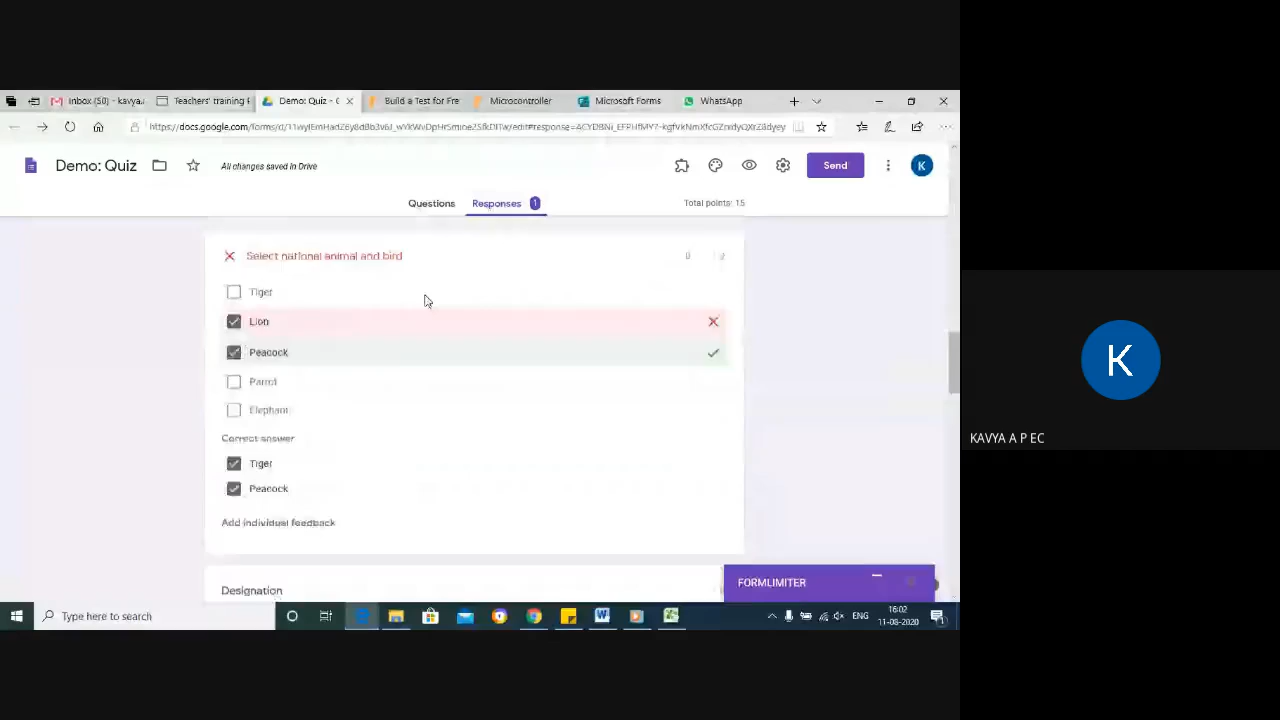 Inbox (50) - kavya. Teachers' training Demo: Quiz - Build a Test for Fre Microcontroller Microsoft Forms WhatsApp
Demo: Quiz All changes saved in Drive Send K
Questions Responses 1 Total points: 15
Select national animal and bird 0 2
Tiger
Lion
Peacock
Parrot
Elephant
Correct answer
Tiger
Peacock
Add individual feedback
FORMLIMITER
Designation
Type here to search ENG 16:02
11-08-2020
K
KAVYA A P EC